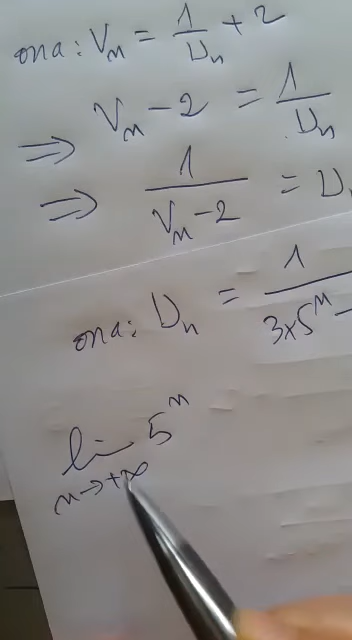 ona: Vn = 1/Un + 2
⇒ Vn - 2 = 1/Un
⇒ 1/(Vn - 2) = U
ona: Un = 1/(3×5^n -
lim 5^n
n→+∞